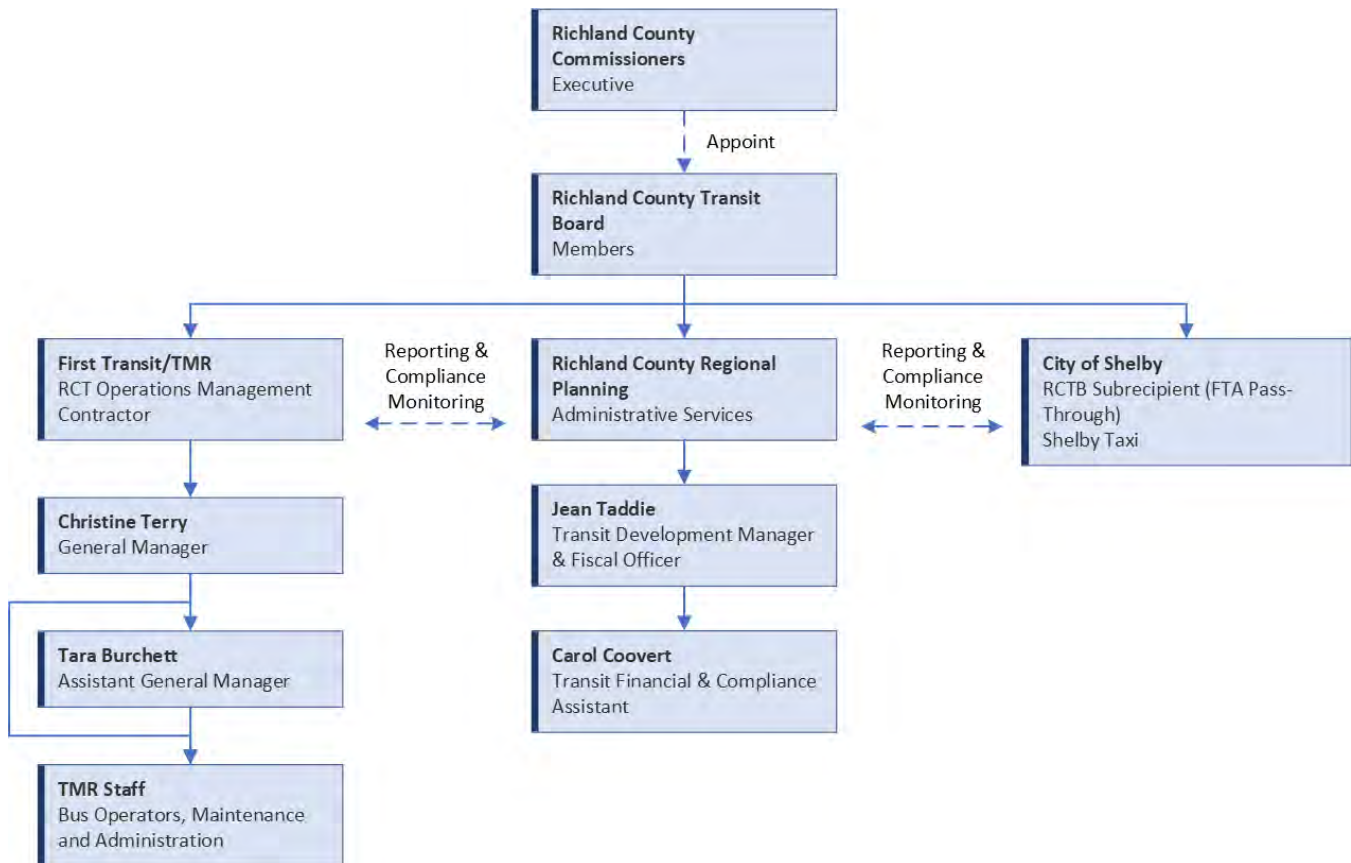 Richland County
Commissioners
Executive
Appoint
Richland County Transit
Board
Members
First Transit/TMR
RCT Operations Management
Contractor
Reporting &
Compliance
Monitoring
Richland County Regional
Planning
Administrative Services
Reporting &
Compliance
Monitoring
City of Shelby
RCTB Subrecipient (FTA Pass-
Through)
Shelby Taxi
Christine Terry
General Manager
Jean Taddie
Transit Development Manager
& Fiscal Officer
Tara Burchett
Assistant General Manager
Carol Coovert
Transit Financial & Compliance
Assistant
TMR Staff
Bus Operators, Maintenance
and Administration